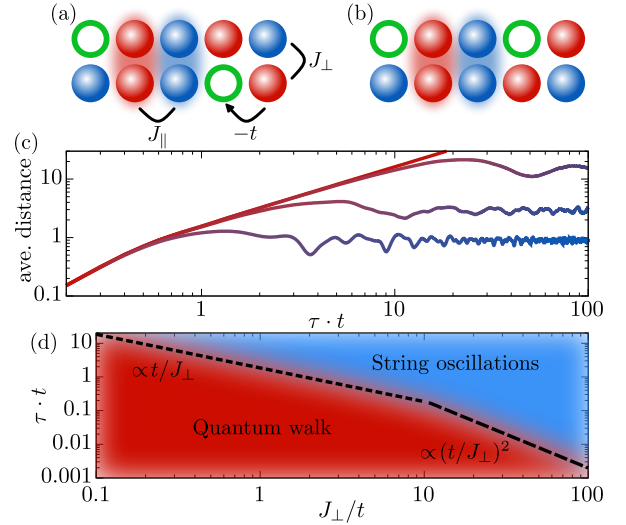 (a) (b)
J⊥
J∥ −t
(c)
ave. distance
10
1
0.1
1 10 100
τ · t
(d)
τ · t
10
1
0.1
0.01
0.001
String oscillations
∝t/J⊥
Quantum walk
∝(t/J⊥)²
0.1 1 10 100
J⊥/t